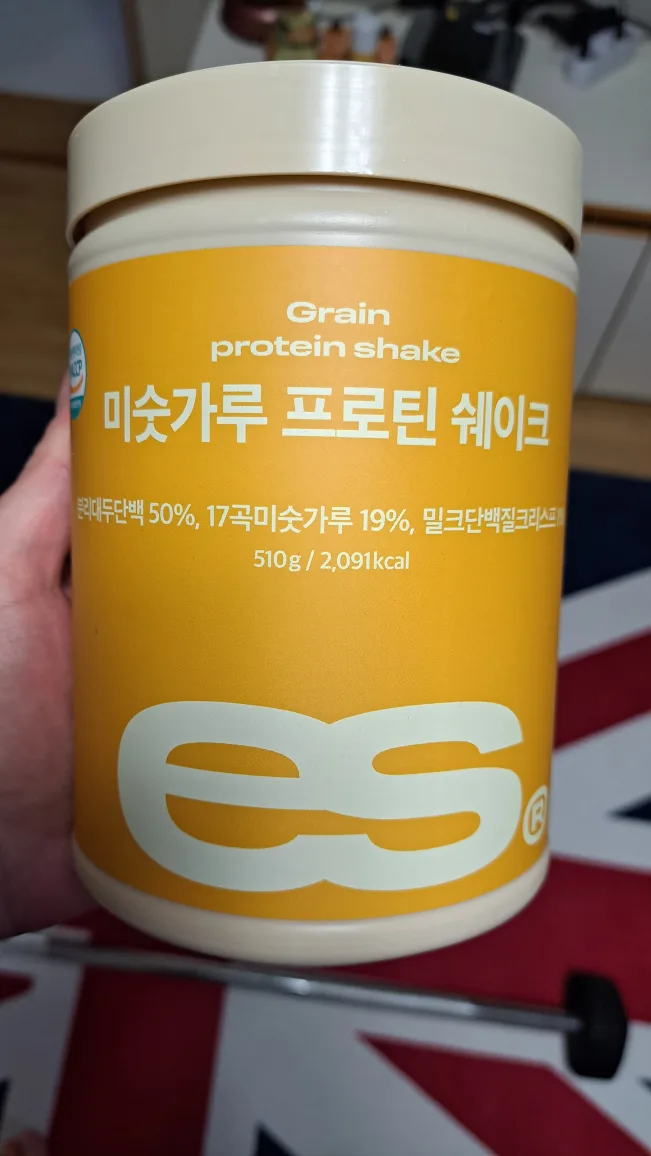 Grain
protein shake
미숫가루 프로틴 쉐이크
분리대두단백 50%, 17곡미숫가루 19%, 밀크단백질크리스프
510g / 2,091kcal
es®